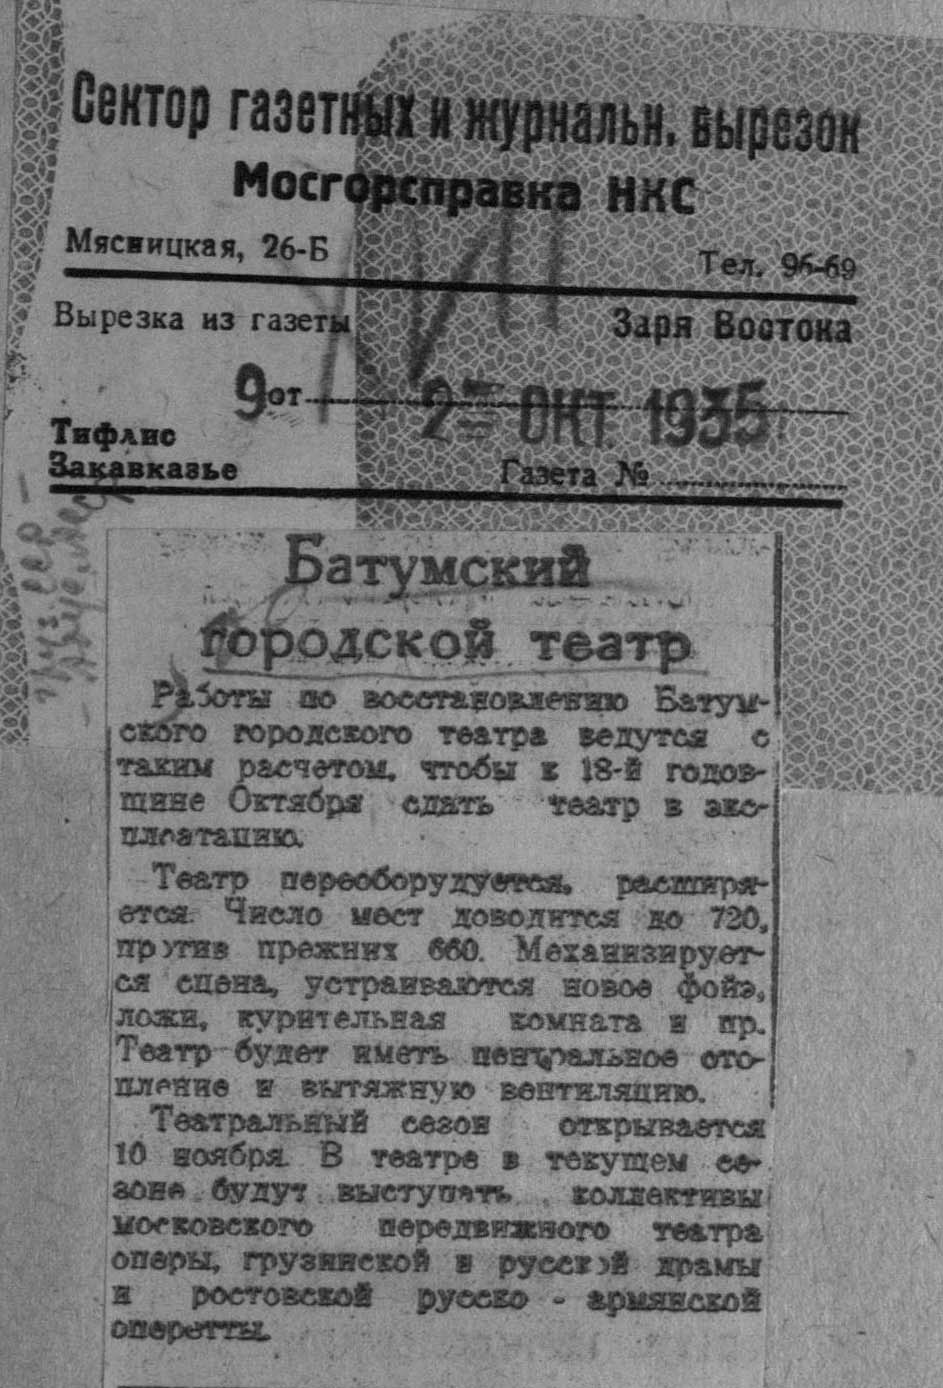 Сектор газетных и журнальн. вырезок
Мосгорсправка НКС
Мясницкая, 26-Б
Тел. 96-69
Вырезка из газеты
Заря Востока
9 от
2 - ОКТ 1935
Тифлис
Закавказье
Газета №
Батумский
городской театр
Работы по восстановлению Батум-
ского городского театра ведутся с
таким расчетом, чтобы к 18-й годов-
щине Октября сдать театр в экс-
плоатацию.
Театр переоборудуется, расширя-
ется. Число мест доводится до 720,
против прежних 660. Механизирует-
ся сцена, устраиваются новое фойэ,
ложи, курительная комната и пр.
Театр будет иметь центральное ото-
пление и вытяжную вентиляцию.
Театральный сезон открывается
10 ноября. В театре в текущем се-
зоне будут выступать коллективы
московского передвижного театра
оперы, грузинской и русской драмы
и ростовской русско - армянской
оперетты.